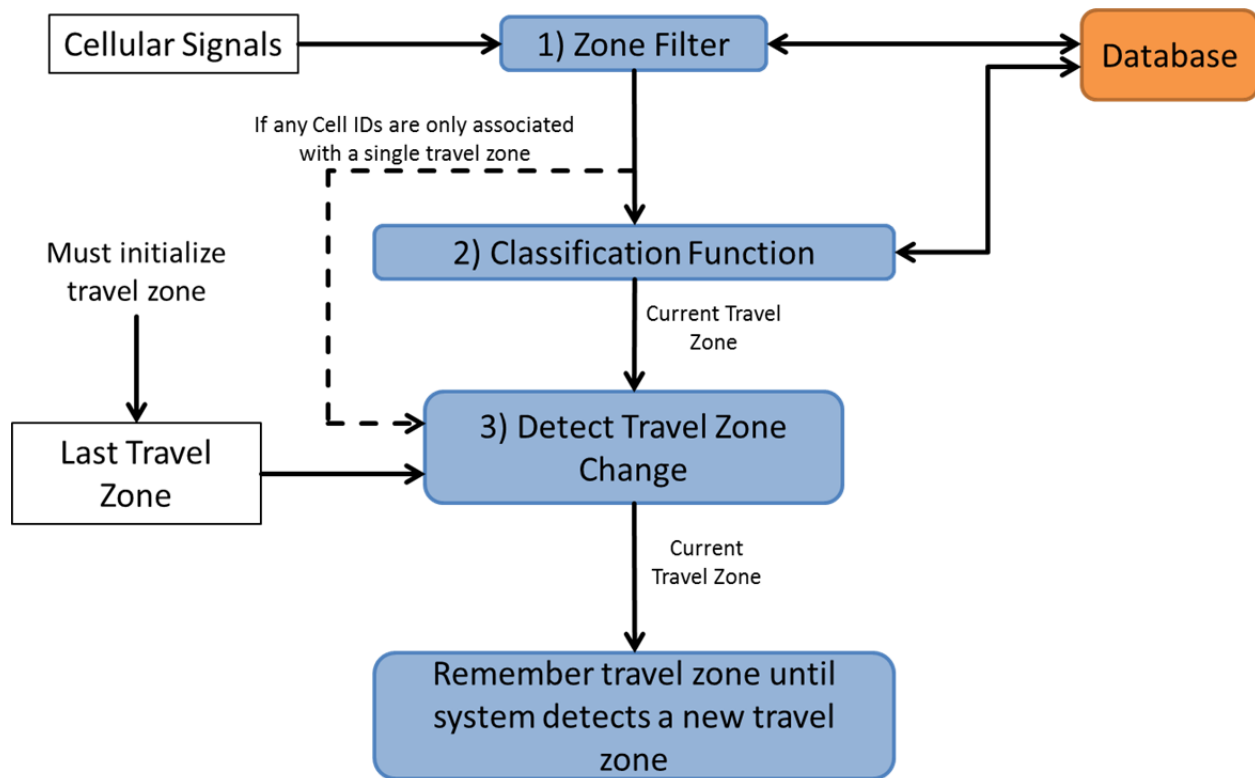 Cellular Signals
1) Zone Filter
Database
If any Cell IDs are only associated
with a single travel zone
2) Classification Function
Must initialize
travel zone
Current Travel
Zone
Last Travel
Zone
3) Detect Travel Zone
Change
Current
Travel Zone
Remember travel zone until
system detects a new travel
zone